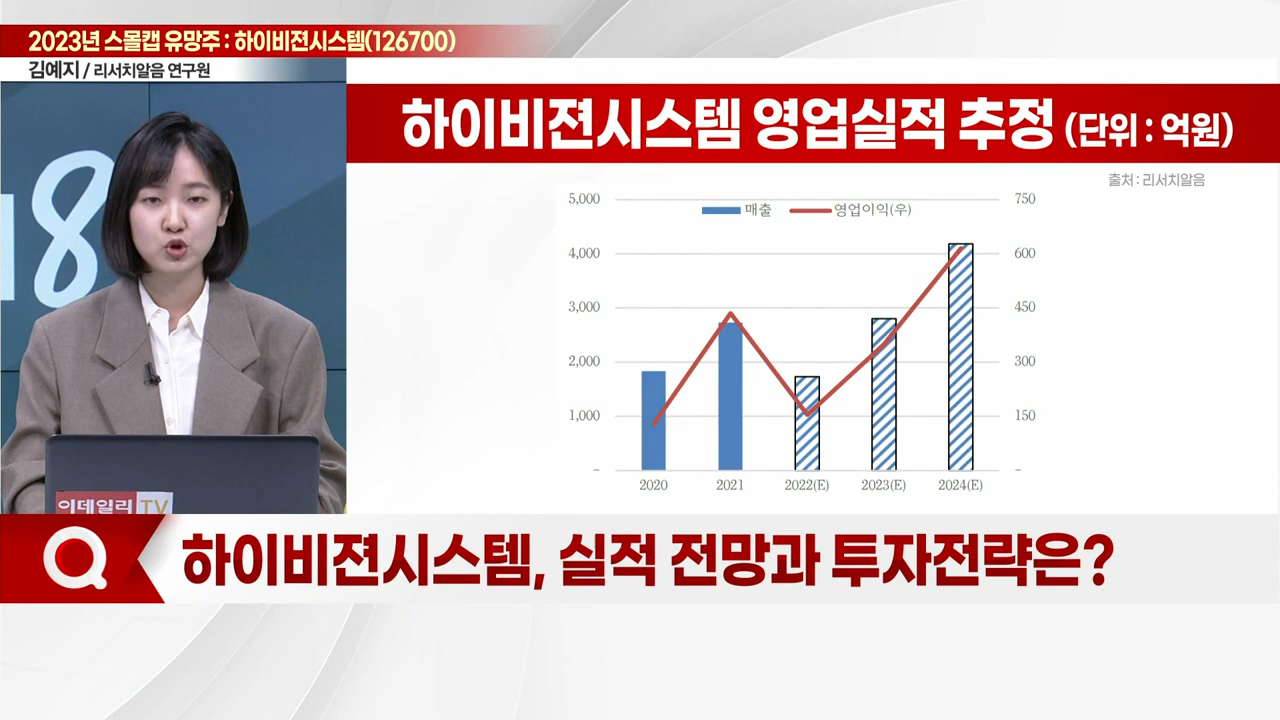 2023년 스몰캡 유망주 : 하이비젼시스템(126700)
김예지 / 리서치알음 연구원
하이비젼시스템 영업실적 추정 (단위 : 억원)
출처 : 리서치알음
매출 영업이익(우)
5,000 750
4,000 600
3,000 450
2,000 300
1,000 150
– –
2020 2021 2022(E) 2023(E) 2024(E)
8
이데일리 TV
Q 하이비젼시스템, 실적 전망과 투자전략은?